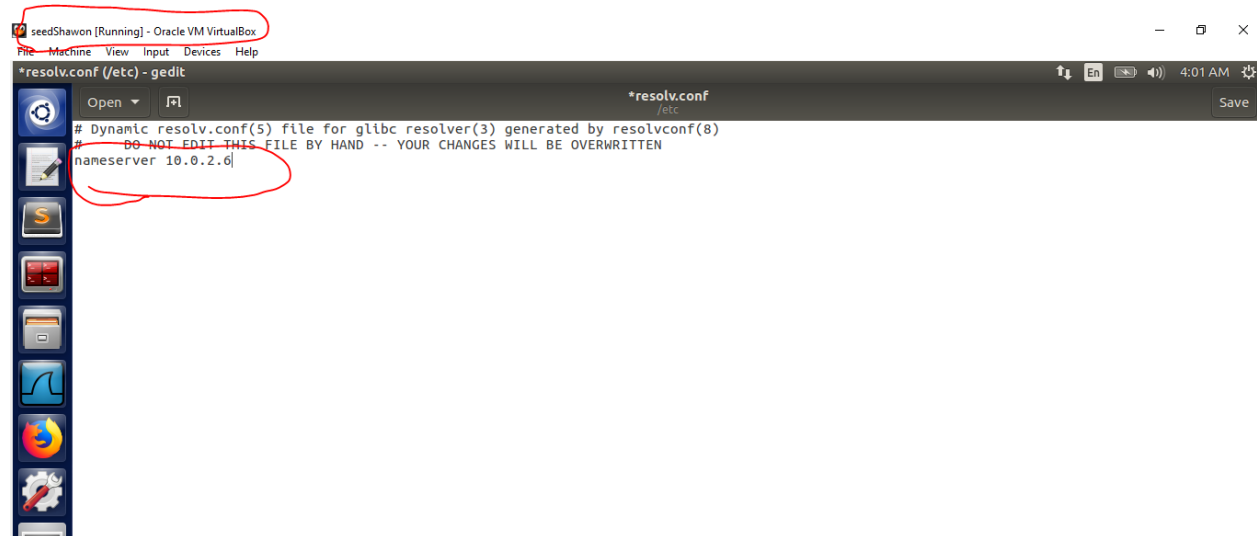 seedShawon [Running] - Oracle VM VirtualBox
File Machine View Input Devices Help
*resolv.conf (/etc) - gedit
En
4:01 AM
Open
*resolv.conf
/etc
Save
# Dynamic resolv.conf(5) file for glibc resolver(3) generated by resolvconf(8)
#     DO NOT EDIT THIS FILE BY HAND -- YOUR CHANGES WILL BE OVERWRITTEN
nameserver 10.0.2.6
S